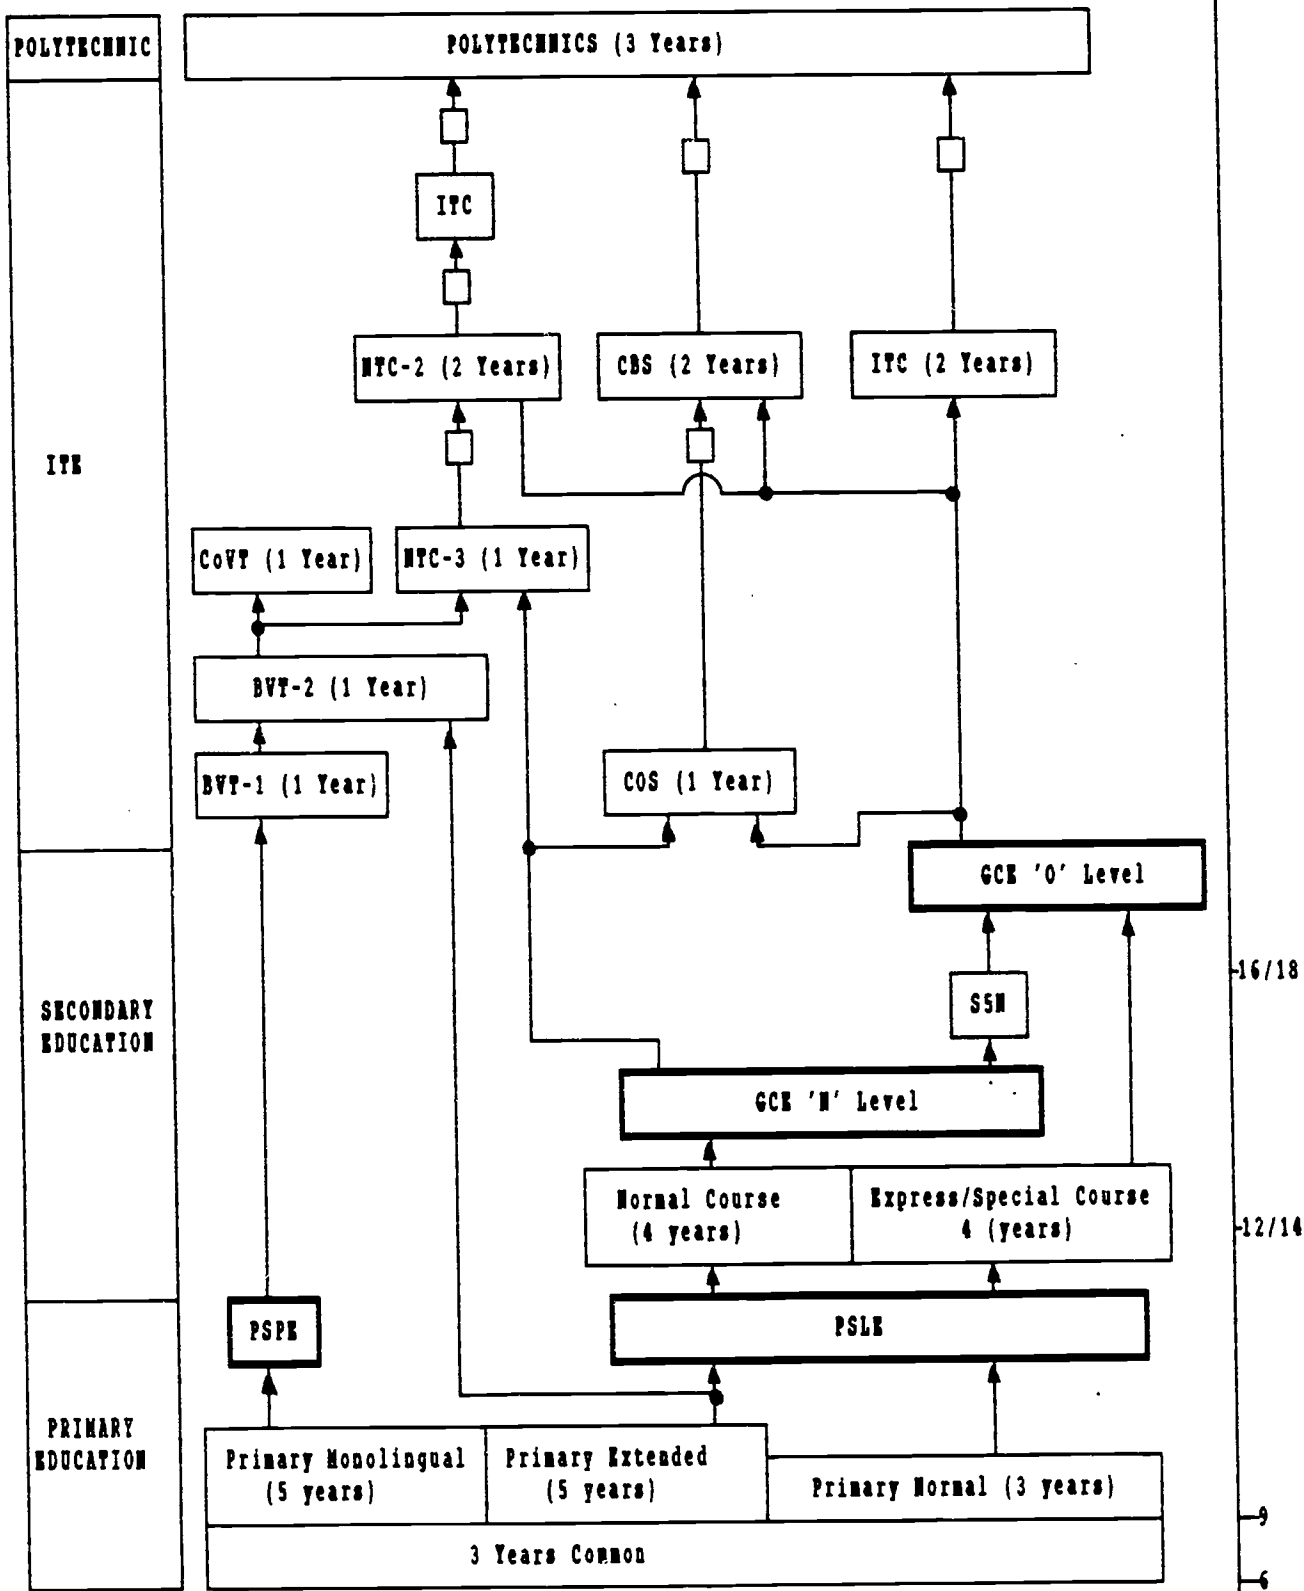 POLYTECHNIC
POLYTECHNICS (3 Years)
ITC
NTC-2 (2 Years)
CBS (2 Years)
ITC (2 Years)
ITE
CoVT (1 Year)
NTC-3 (1 Year)
BVT-2 (1 Year)
BVT-1 (1 Year)
COS (1 Year)
GCE 'O' Level
16/18
S5N
SECONDARY
EDUCATION
GCE 'N' Level
Normal Course
(4 years)
Express/Special Course
4 (years)
12/14
PSPE
PSLE
PRIMARY
EDUCATION
Primary Monolingual
(5 years)
Primary Extended
(5 years)
Primary Normal (3 years)
9
3 Years Common
6